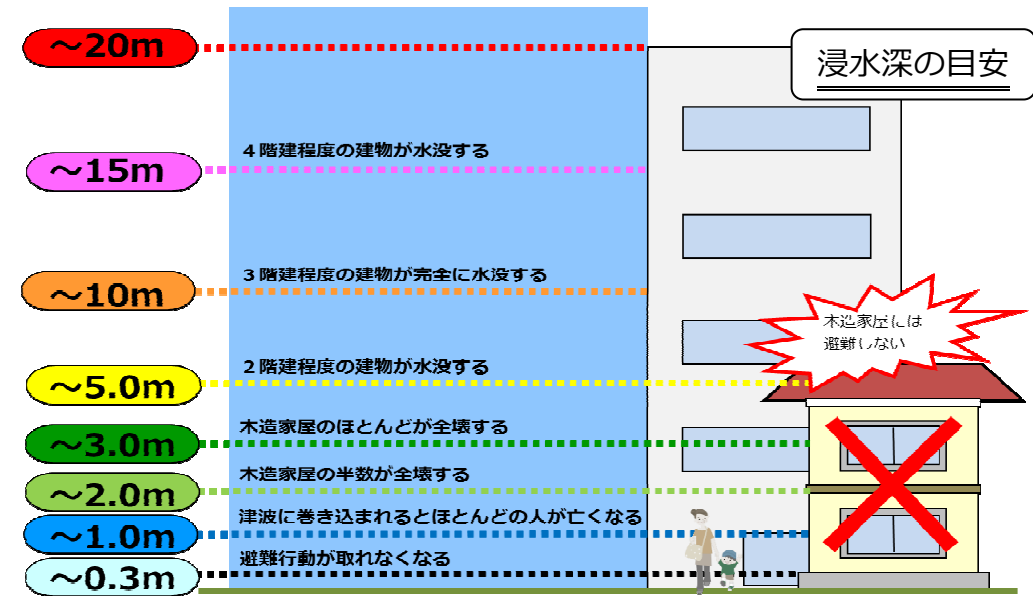 浸水深の目安
～20m
４階建程度の建物が水没する
～15m
３階建程度の建物が完全に水没する
～10m
木造家屋には
避難しない
２階建程度の建物が水没する
～5.0m
木造家屋のほとんどが全壊する
～3.0m
木造家屋の半数が全壊する
～2.0m
津波に巻き込まれるとほとんどの人が亡くなる
～1.0m
避難行動が取れなくなる
～0.3m